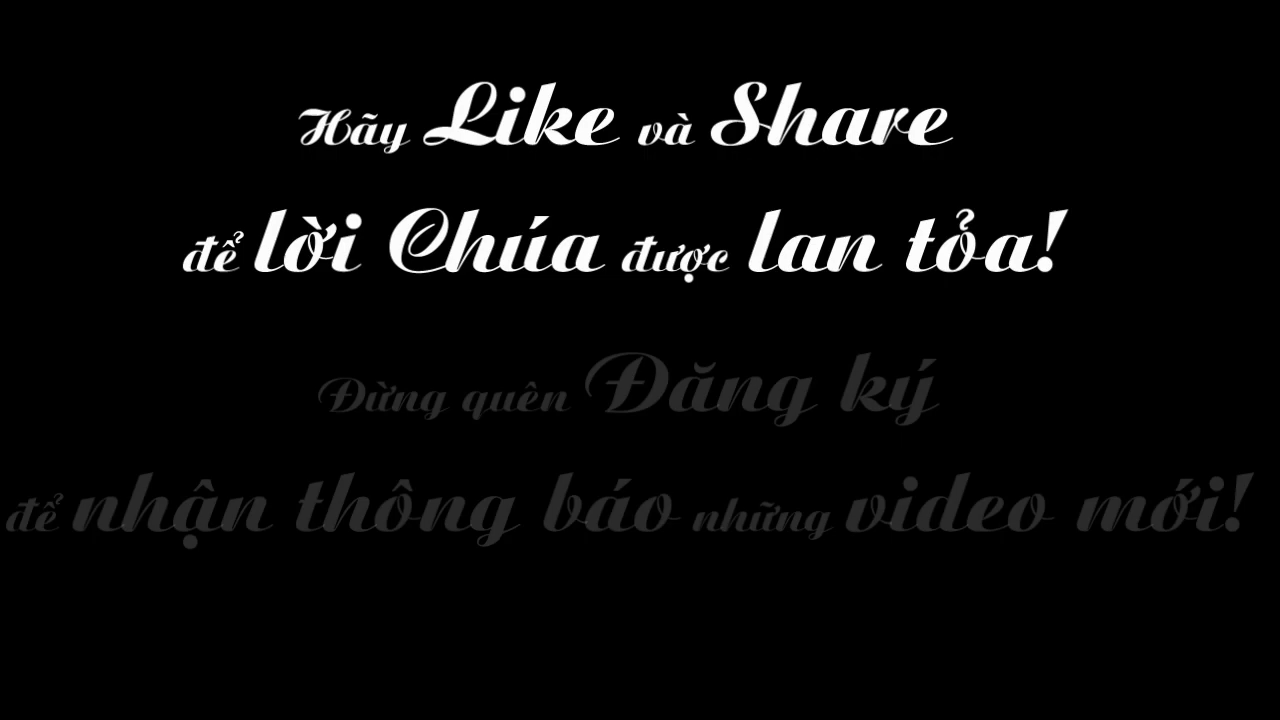 Hãy Like và Share
để lời Chúa được lan tỏa!
Đừng quên Đăng ký
để nhận thông báo những video mới!